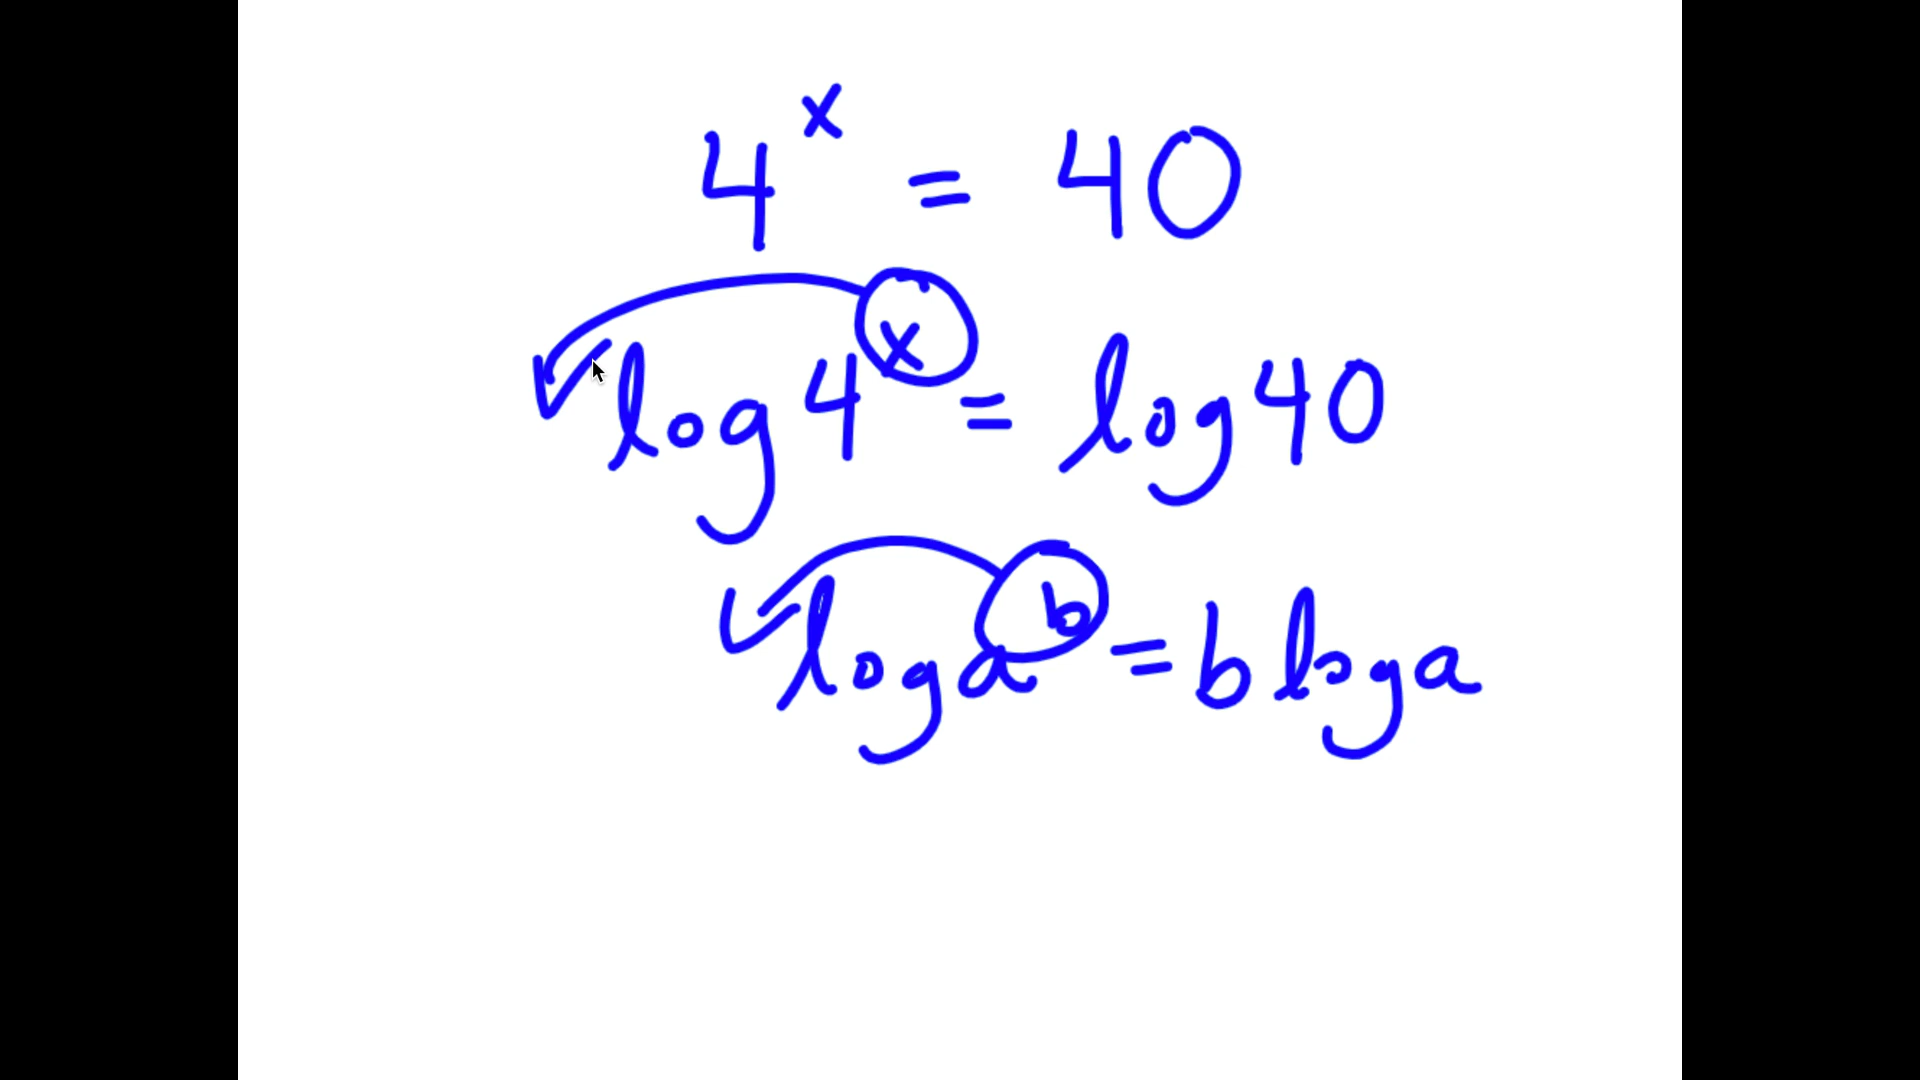 4^x = 40
log 4^x = log 40
log a^b = b log a